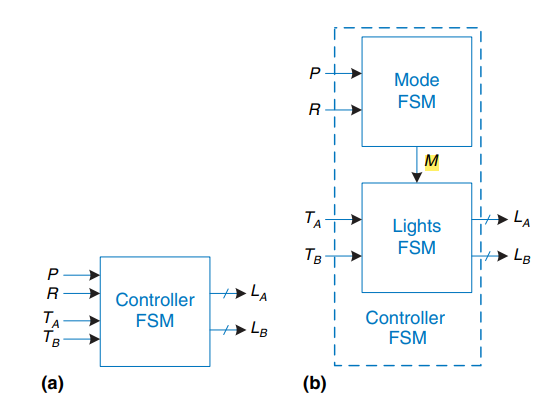 P
R
T_A
T_B
Controller
FSM
L_A
L_B
(a)
P
R
Mode
FSM
M
T_A
T_B
Lights
FSM
L_A
L_B
Controller
FSM
(b)